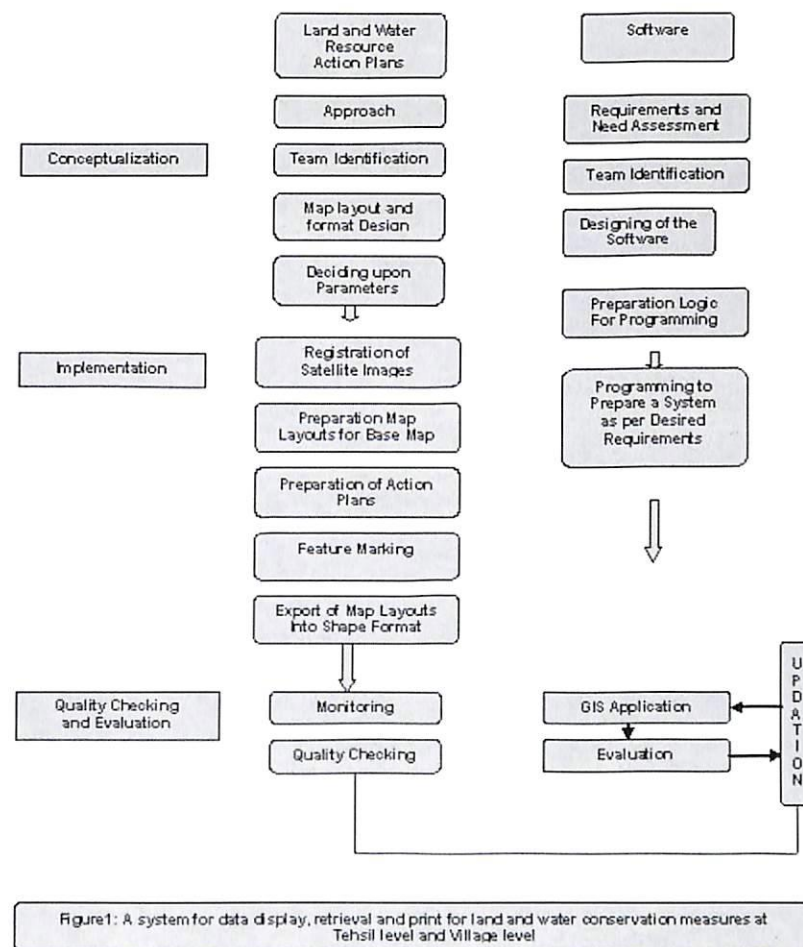 Land and Water
Resource
Action Plans
Software
Approach
Requirements and
Need Assessment
Conceptualization
Team Identification
Team Identification
Map layout and
format Design
Designing of the
Software
Deciding upon
Parameters
Preparation Logic
For Programming
Implementation
Registration of
Satellite Images
Programming to
Prepare a System
as per Desired
Requirements
Preparation Map
Layouts for Base Map
Preparation of Action
Plans
Feature Marking
Export of Map Layouts
Into Shape Format
Quality Checking
and Evaluation
Monitoring
Quality Checking
GIS Application
Evaluation
UPDATION
Figure1: A system for data display, retrieval and print for land and water conservation measures at
Tehsil level and Village level